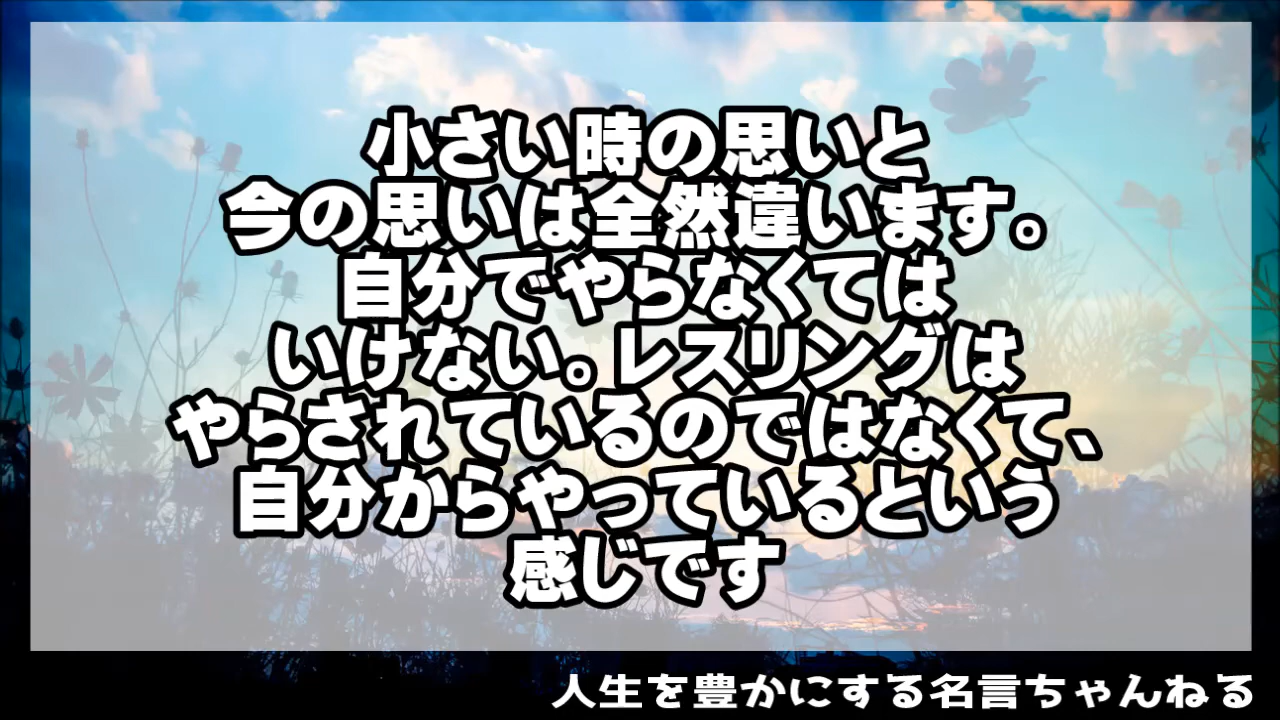 小さい時の思いと
今の思いは全然違います。
自分でやらなくては
いけない。レスリングは
やらされているのではなくて、
自分からやっているという
感じです
人生を豊かにする名言ちゃんねる